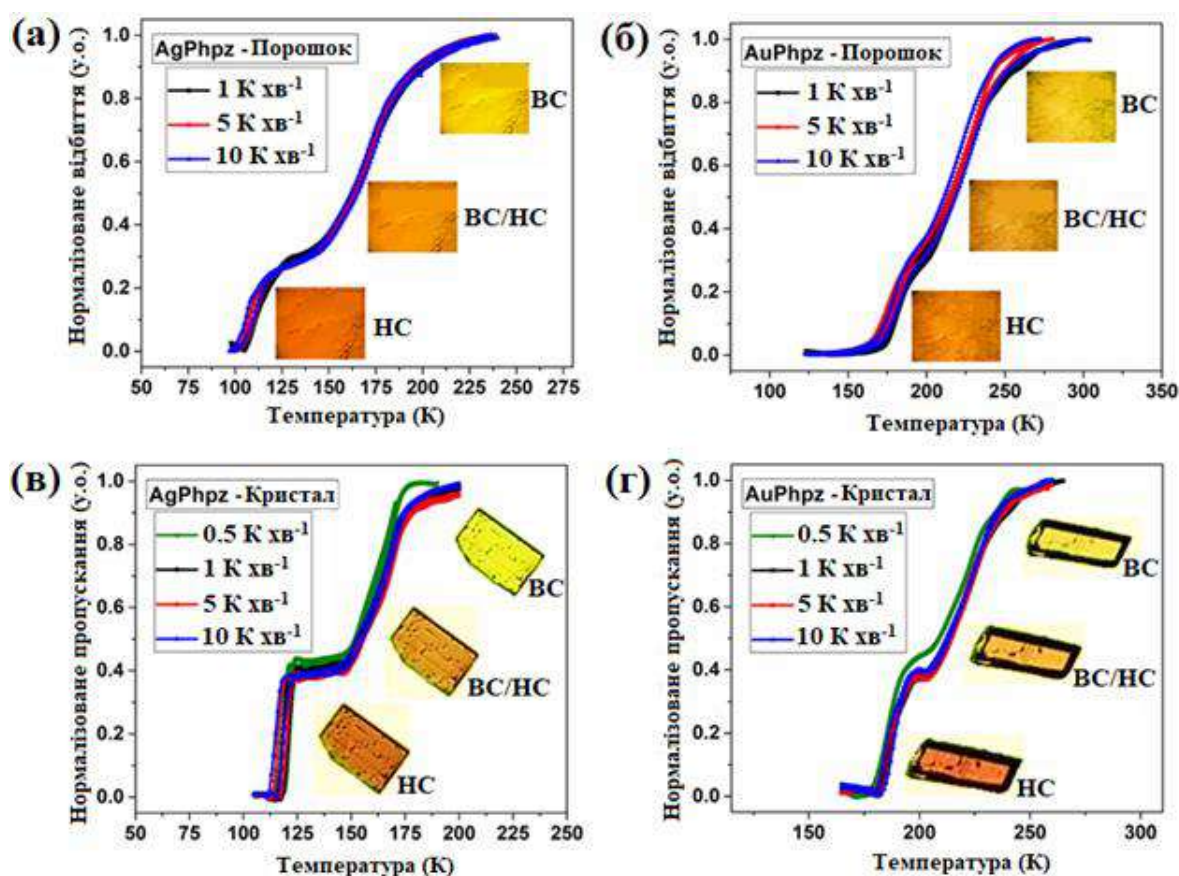 (а)
AgPhpz - Порошок
1 К хв⁻¹
5 К хв⁻¹
10 К хв⁻¹
ВС
ВС/НС
НС
Нормалізоване відбиття (у.о.)
1.0
0.8
0.6
0.4
0.2
0.0
50 75 100 125 150 175 200 225 250 275
Температура (К)
(б)
AuPhpz - Порошок
1 К хв⁻¹
5 К хв⁻¹
10 К хв⁻¹
ВС
ВС/НС
НС
Нормалізоване відбиття (у.о.)
1.0
0.8
0.6
0.4
0.2
0.0
100 150 200 250 300 350
Температура (К)
(в)
AgPhpz -Кристал
0.5 К хв⁻¹
1 К хв⁻¹
5 К хв⁻¹
10 К хв⁻¹
ВС
ВС/НС
НС
Нормалізоване пропускання (у.о.)
1.0
0.8
0.6
0.4
0.2
0.0
50 75 100 125 150 175 200 225 250
Температура (К)
(г)
AuPhpz -Кристал
0.5 К хв⁻¹
1 К хв⁻¹
5 К хв⁻¹
10 К хв⁻¹
ВС
ВС/НС
НС
Нормалізоване пропускання (у.о.)
1.0
0.8
0.6
0.4
0.2
0.0
150 200 250 300
Температура (К)